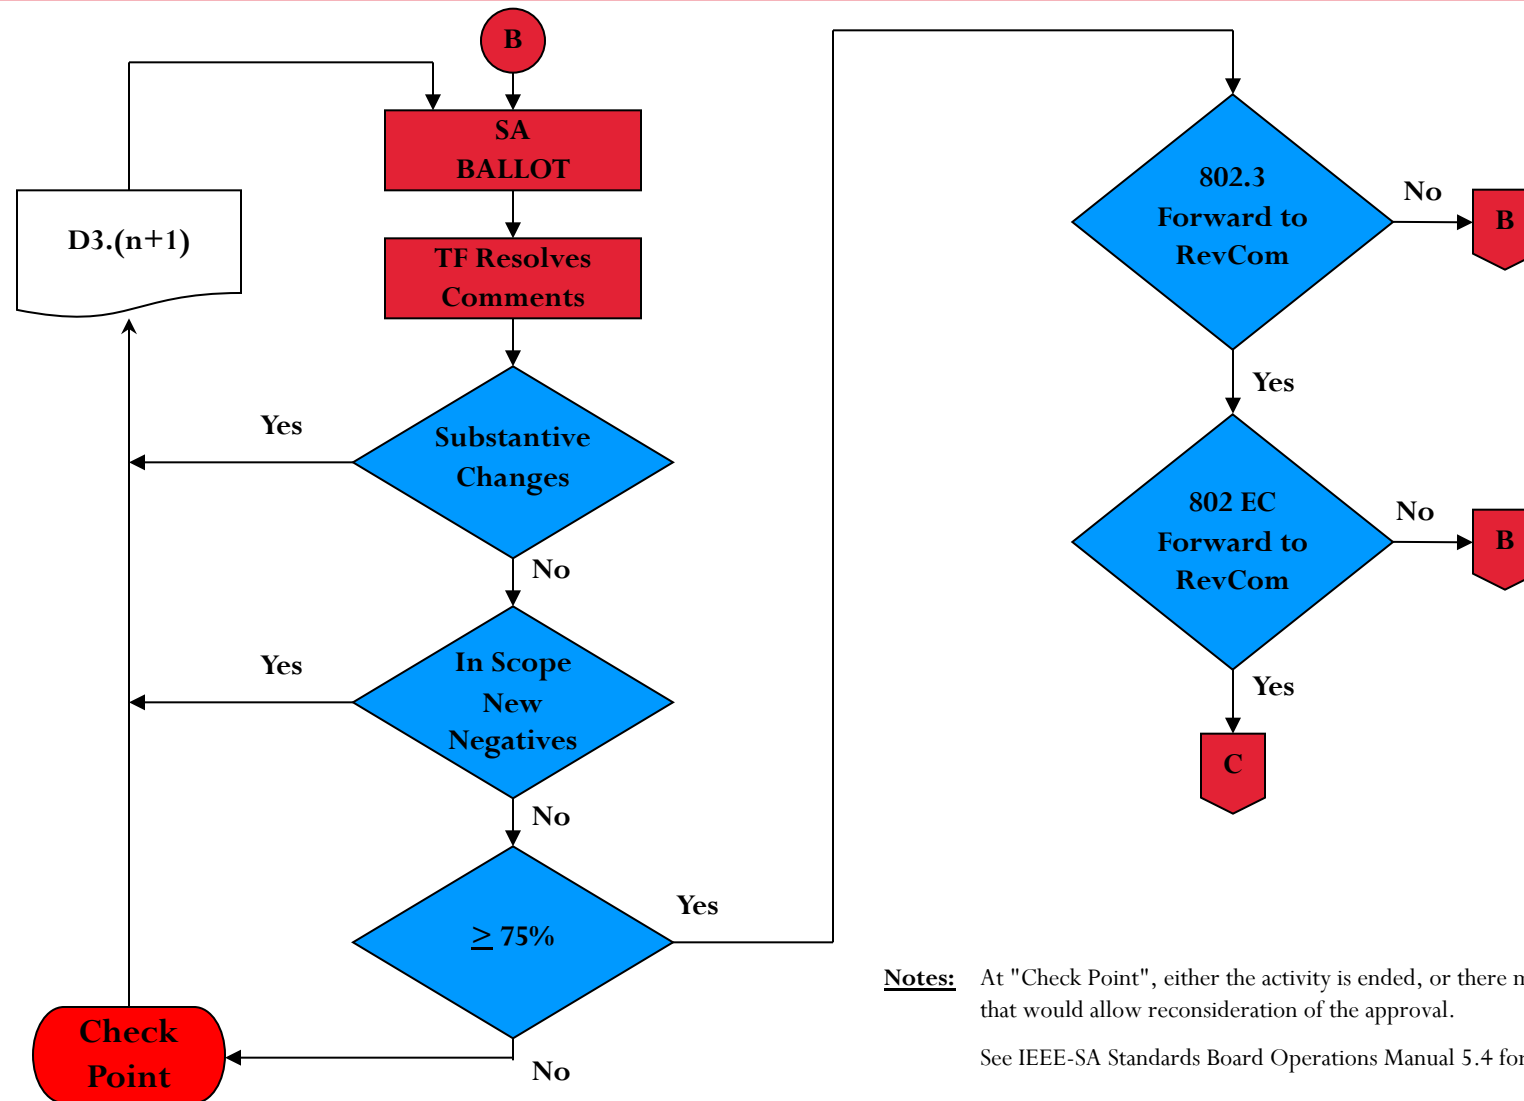 B
SA
BALLOT
D3.(n+1)
TF Resolves
Comments
Yes
Substantive
Changes
No
Yes
In Scope
New
Negatives
No
≥ 75%
Yes
No
Check
Point
802.3
Forward to
RevCom
No
B
Yes
802 EC
Forward to
RevCom
No
B
Yes
C
Notes: At "Check Point", either the activity is ended, or there
that would allow reconsideration of the approval.
See IEEE-SA Standards Board Operations Manual 5.4 for